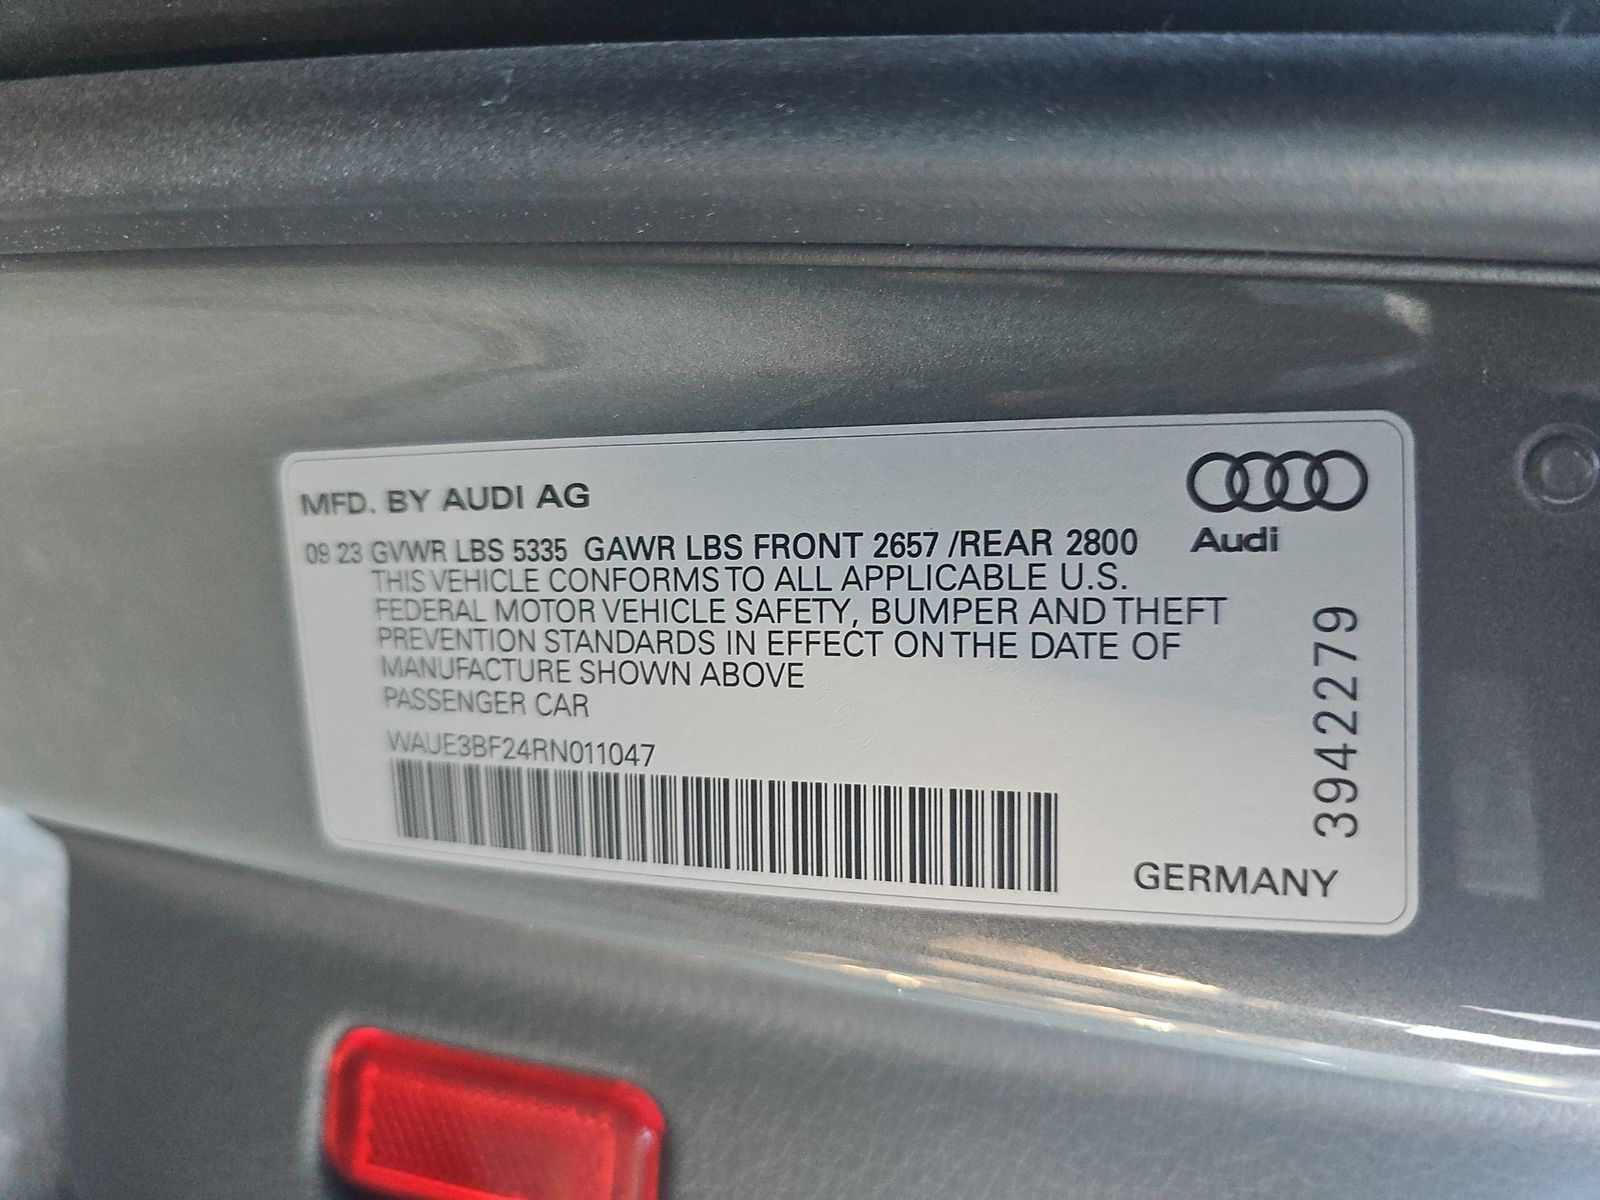 MFD. BY AUDI AG
09 23 GVWR LBS 5335 GAWR LBS FRONT 2657 /REAR 2800
THIS VEHICLE CONFORMS TO ALL APPLICABLE U.S.
FEDERAL MOTOR VEHICLE SAFETY, BUMPER AND THEFT
PREVENTION STANDARDS IN EFFECT ON THE DATE OF
MANUFACTURE SHOWN ABOVE
PASSENGER CAR
WAUE3BF24RN011047
Audi
3942279
GERMANY